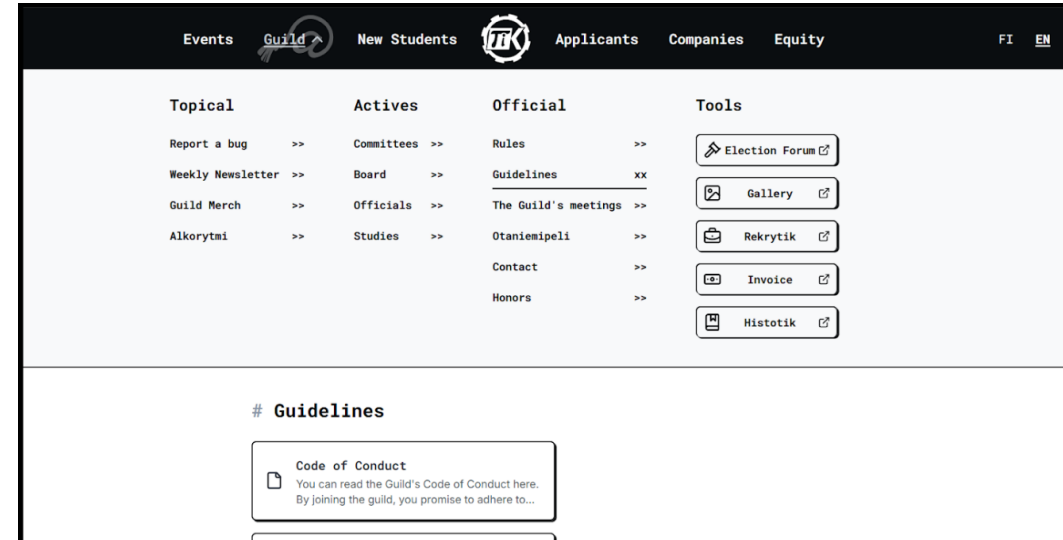 Events Guild New Students TiK Applicants Companies Equity FI EN
Topical
Report a bug >>
Weekly Newsletter >>
Guild Merch >>
Alkorytmi >>
Actives
Committees >>
Board >>
Officials >>
Studies >>
Official
Rules >>
Guidelines xx
The Guild's meetings >>
Otaniemipeli >>
Contact >>
Honors >>
Tools
Election Forum
Gallery
Rekrytik
Invoice
Histotik
# Guidelines
Code of Conduct
You can read the Guild's Code of Conduct here.
By joining the guild, you promise to adhere to...